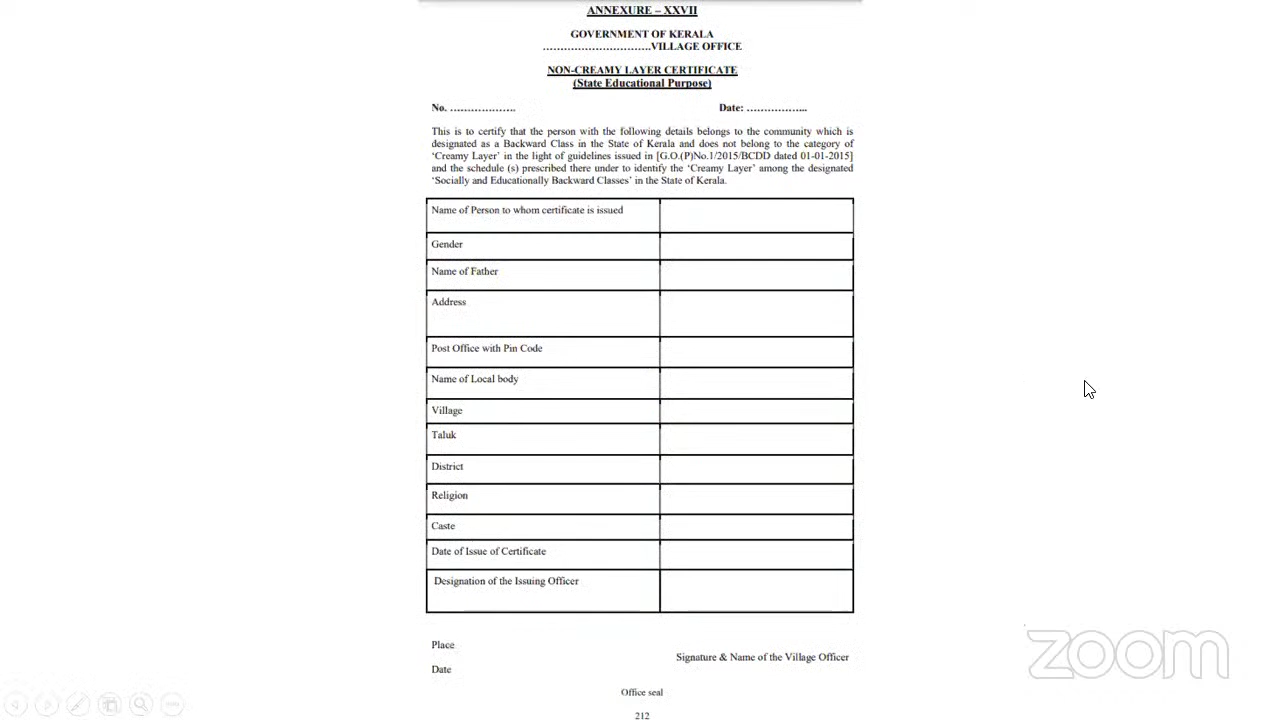 ANNEXURE – XXVII
GOVERNMENT OF KERALA
...............................VILLAGE OFFICE
NON-CREAMY LAYER CERTIFICATE
(State Educational Purpose)
No. ................... Date: .................
This is to certify that the person with the following details belongs to the community which is
designated as a Backward Class in the State of Kerala and does not belong to the category of
‘Creamy Layer’ in the light of guidelines issued in [G.O.(P)No.1/2015/BCDD dated 01-01-2015]
and the schedule (s) prescribed there under to identify the ‘Creamy Layer’ among the designated
‘Socially and Educationally Backward Classes’ in the State of Kerala.
Name of Person to whom certificate is issued
Gender
Name of Father
Address
Post Office with Pin Code
Name of Local body
Village
Taluk
District
Religion
Caste
Date of Issue of Certificate
Designation of the Issuing Officer
Place
Signature & Name of the Village Officer
Date
Office seal
212
zoom